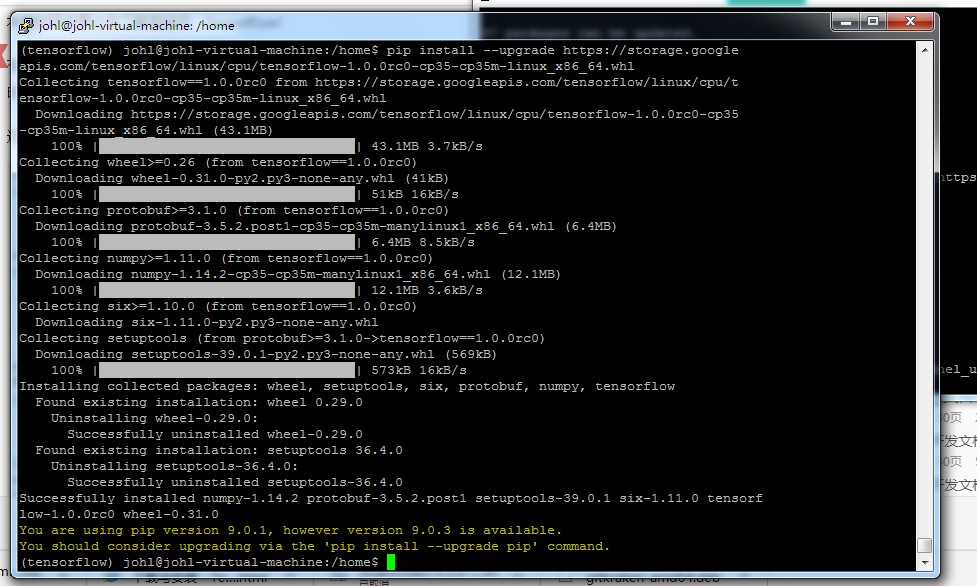 johl@johl-virtual-machine: /home
(tensorflow) johl@johl-virtual-machine:/home$ pip install --upgrade https://storage.google
apis.com/tensorflow/linux/cpu/tensorflow-1.0.0rc0-cp35-cp35m-linux_x86_64.whl
Collecting tensorflow==1.0.0rc0 from https://storage.googleapis.com/tensorflow/linux/cpu/t
ensorflow-1.0.0rc0-cp35-cp35m-linux_x86_64.whl
Downloading https://storage.googleapis.com/tensorflow/linux/cpu/tensorflow-1.0.0rc0-cp35
-cp35m-linux_x86_64.whl (43.1MB)
100% | | 43.1MB 3.7kB/s
Collecting wheel>=0.26 (from tensorflow==1.0.0rc0)
Downloading wheel-0.31.0-py2.py3-none-any.whl (41kB)
100% | | 51kB 16kB/s
Collecting protobuf>=3.1.0 (from tensorflow==1.0.0rc0)
Downloading protobuf-3.5.2.post1-cp35-cp35m-manylinux1_x86_64.whl (6.4MB)
100% | | 6.4MB 8.5kB/s
Collecting numpy>=1.11.0 (from tensorflow==1.0.0rc0)
Downloading numpy-1.14.2-cp35-cp35m-manylinux1_x86_64.whl (12.1MB)
100% | | 12.1MB 3.6kB/s
Collecting six>=1.10.0 (from tensorflow==1.0.0rc0)
Downloading six-1.11.0-py2.py3-none-any.whl
Collecting setuptools (from protobuf>=3.1.0->tensorflow==1.0.0rc0)
Downloading setuptools-39.0.1-py2.py3-none-any.whl (569kB)
100% | | 573kB 16kB/s
Installing collected packages: wheel, setuptools, six, protobuf, numpy, tensorflow
Found existing installation: wheel 0.29.0
Uninstalling wheel-0.29.0:
Successfully uninstalled wheel-0.29.0
Found existing installation: setuptools 36.4.0
Uninstalling setuptools-36.4.0:
Successfully uninstalled setuptools-36.4.0
Successfully installed numpy-1.14.2 protobuf-3.5.2.post1 setuptools-39.0.1 six-1.11.0 tensorf
low-1.0.0rc0 wheel-0.31.0
You are using pip version 9.0.1, however version 9.0.3 is available.
You should consider upgrading via the 'pip install --upgrade pip' command.
(tensorflow) johl@johl-virtual-machine:/home$